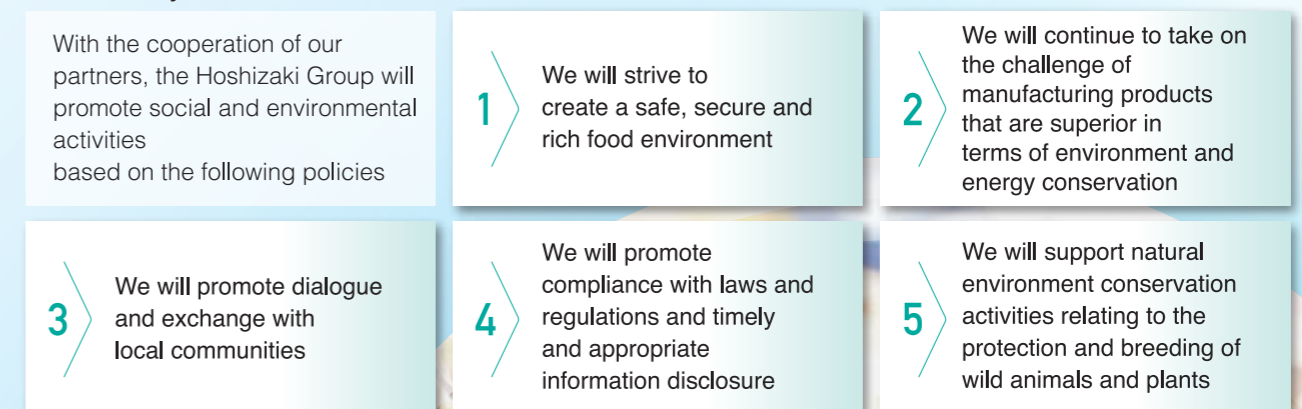 With the cooperation of our
partners, the Hoshizaki Group will
promote social and environmental
activities
based on the following policies
1
We will strive to
create a safe, secure and
rich food environment
2
We will continue to take on
the challenge of
manufacturing products
that are superior in
terms of environment and
energy conservation
3
We will promote dialogue
and exchange with
local communities
4
We will promote
compliance with laws and
regulations and timely
and appropriate
information disclosure
5
We will support natural
environment conservation
activities relating to the
protection and breeding of
wild animals and plants